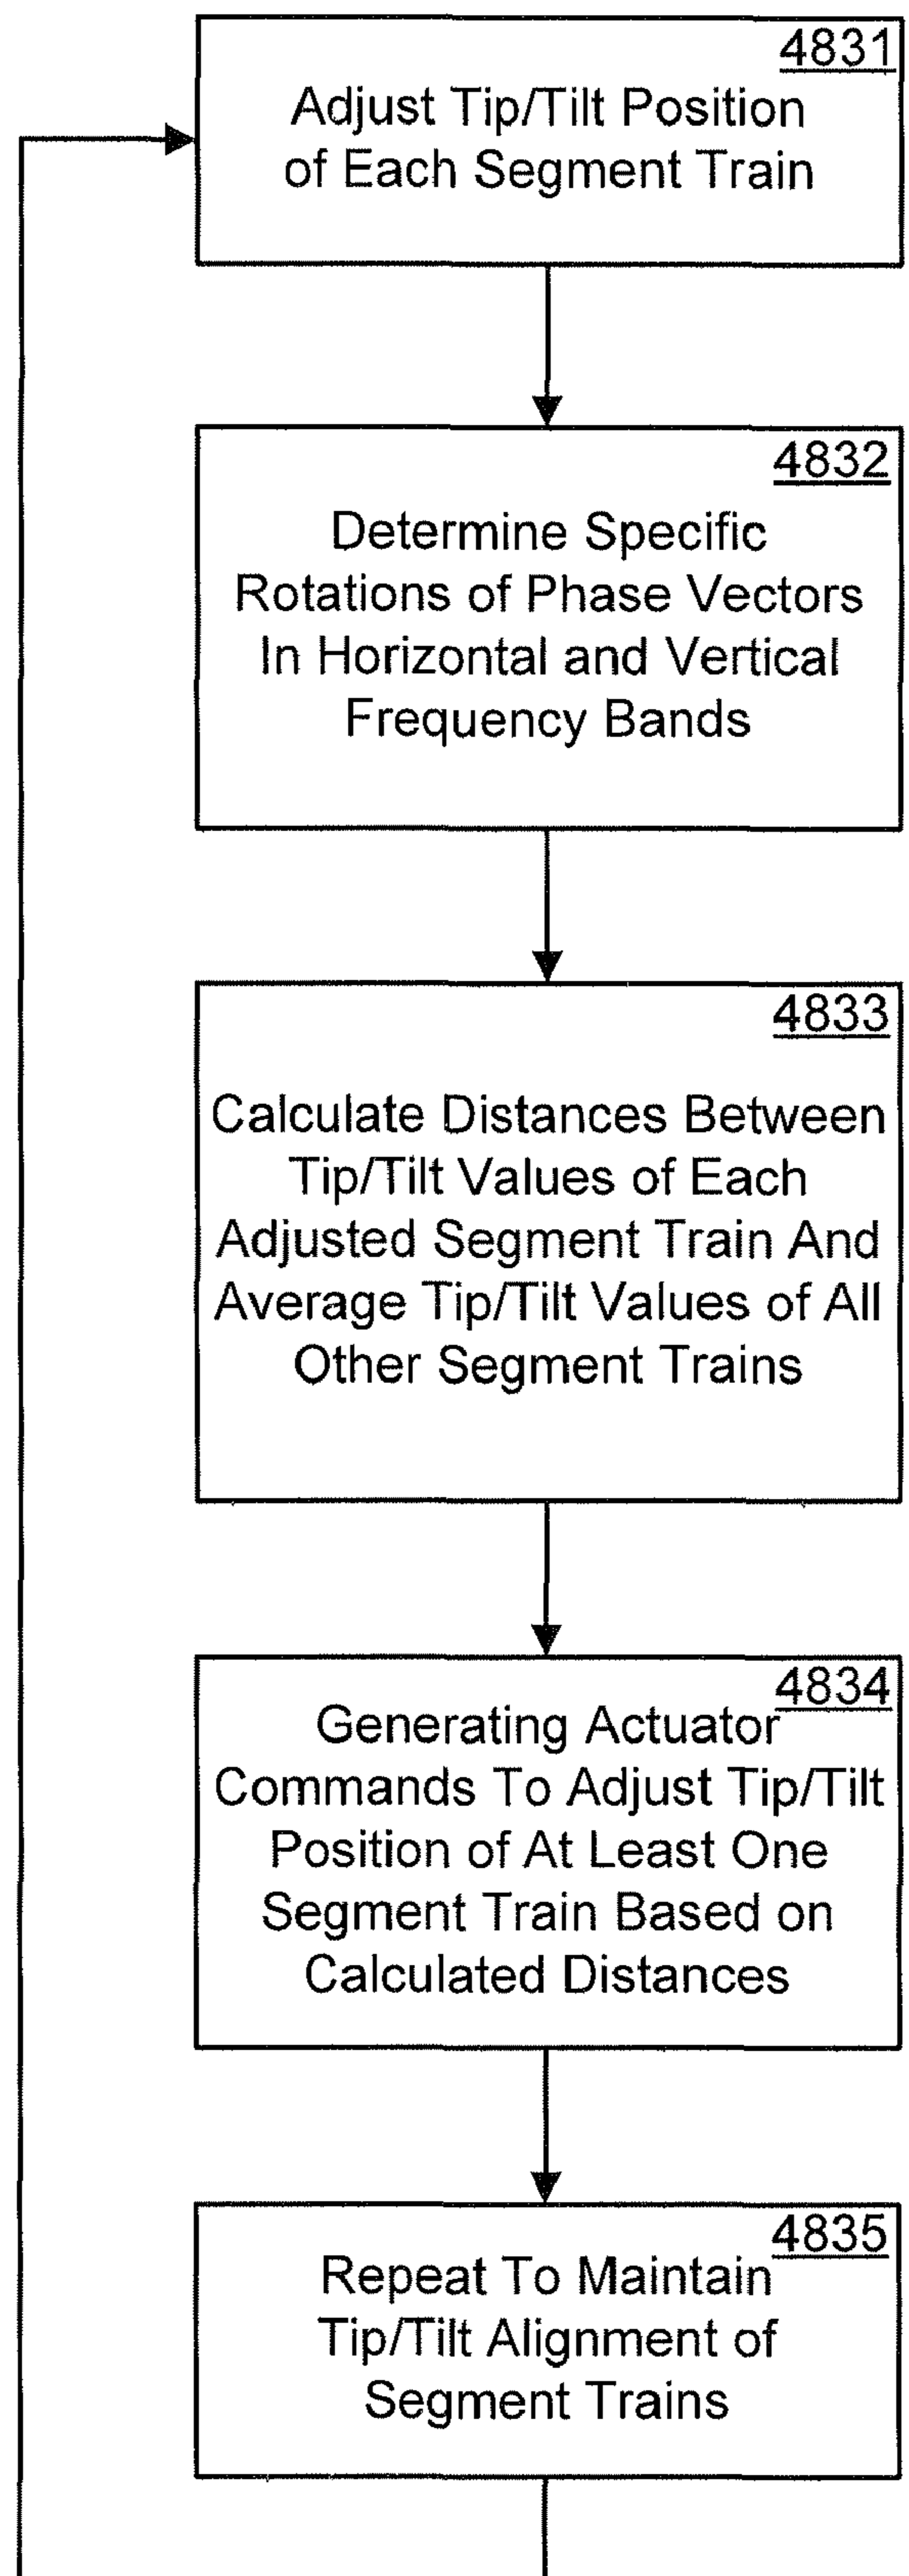 4831
Adjust Tip/Tilt Position
of Each Segment Train
4832
Determine Specific
Rotations of Phase Vectors
In Horizontal and Vertical
Frequency Bands
4833
Calculate Distances Between
Tip/Tilt Values of Each
Adjusted Segment Train And
Average Tip/Tilt Values of All
Other Segment Trains
4834
Generating Actuator
Commands To Adjust Tip/Tilt
Position of At Least One
Segment Train Based on
Calculated Distances
4835
Repeat To Maintain
Tip/Tilt Alignment of
Segment Trains